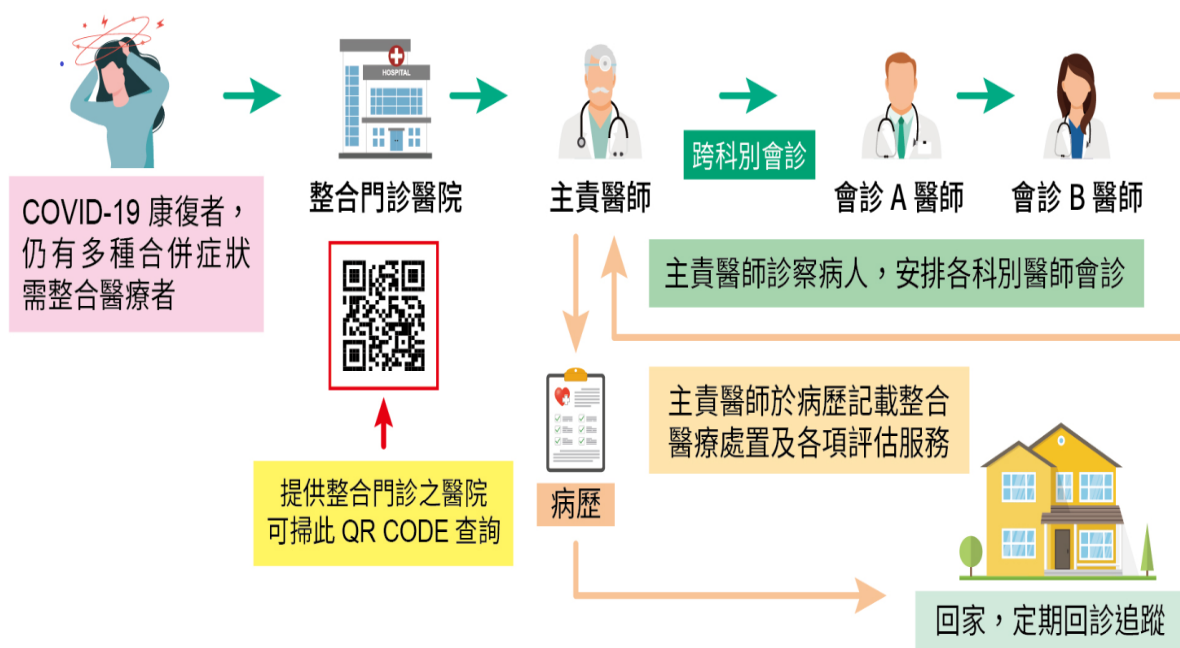 HOSPITAL
COVID-19 康復者，
仍有多種合併症狀
需整合醫療者
整合門診醫院
主責醫師
跨科別會診
會診 A 醫師
會診 B 醫師
主責醫師診察病人，安排各科別醫師會診
提供整合門診之醫院
可掃此 QR CODE 查詢
病歷
主責醫師於病歷記載整合
醫療處置及各項評估服務
回家，定期回診追蹤